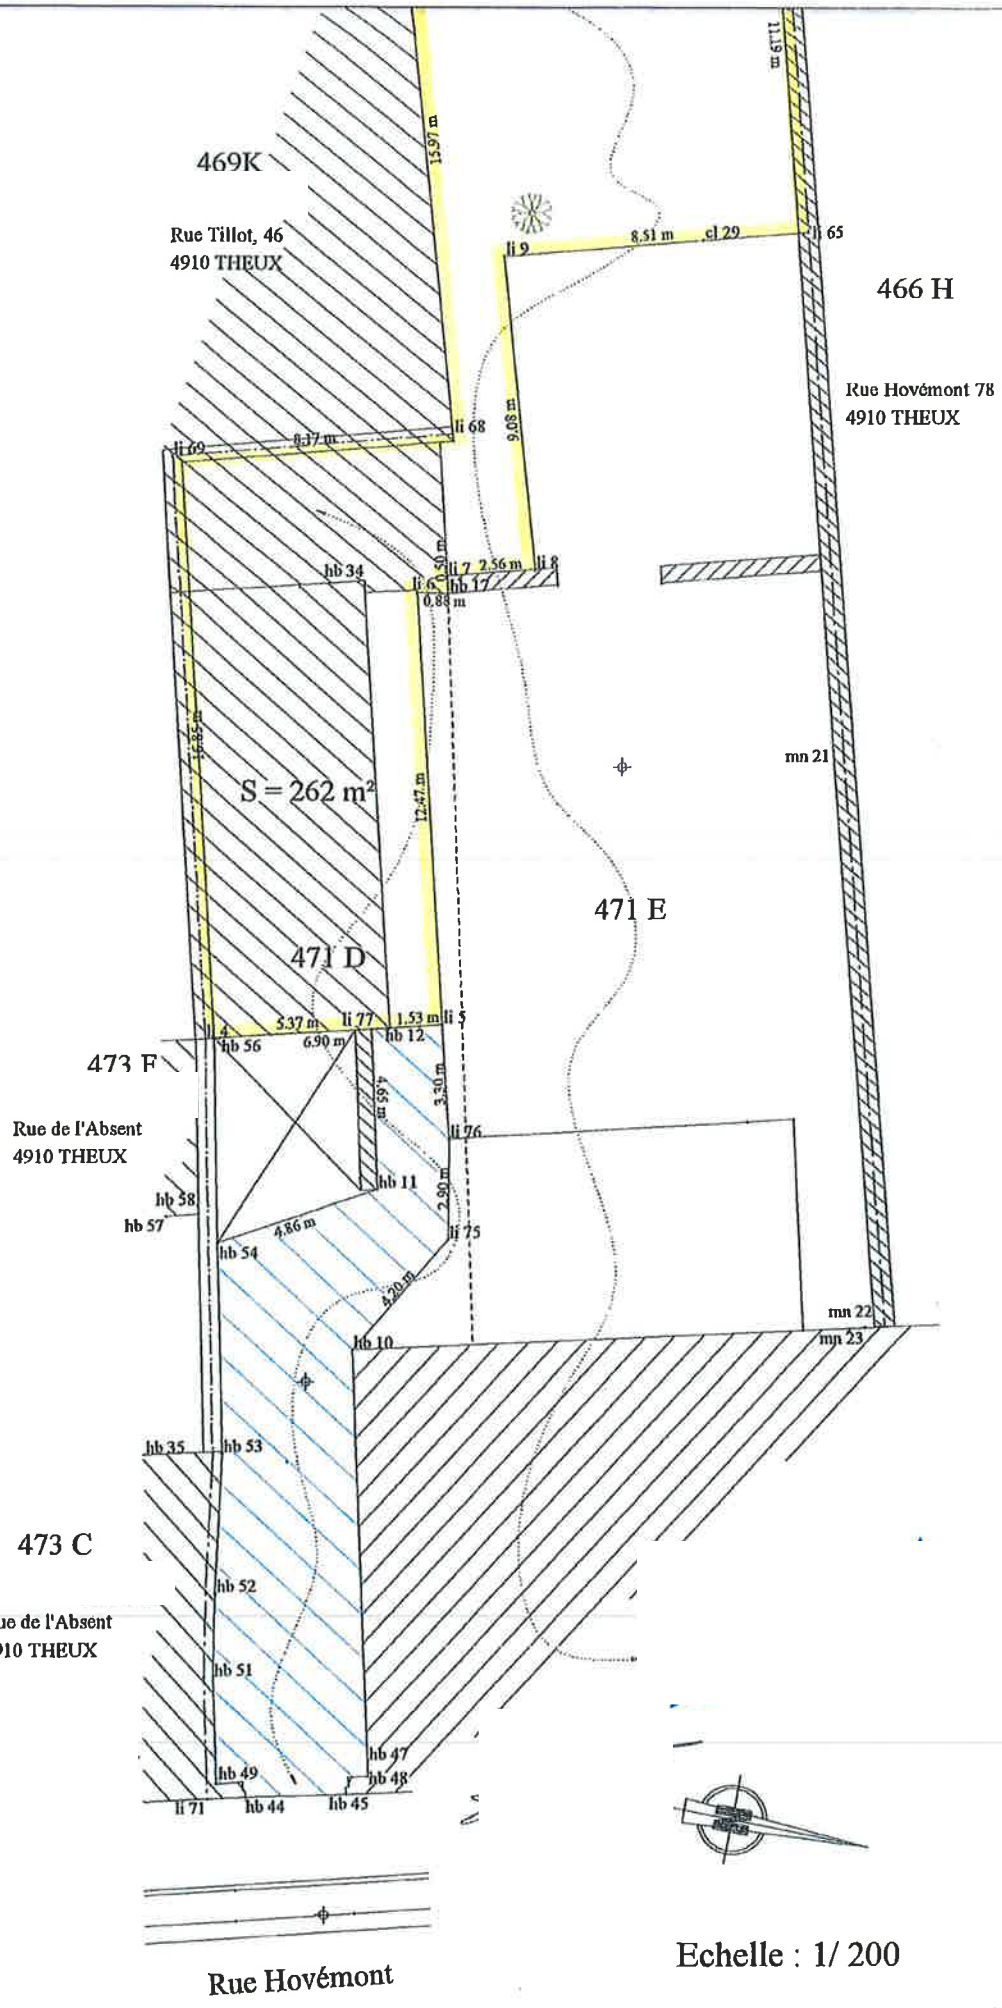 11.19 m
15.97 m
469K
Rue Tillot, 46
4910 THEUX
li 9
8.51 m
cl 29
li 65
466 H
Rue Hovémont 78
4910 THEUX
9.08 m
li 68
li 69
8.17 m
0.50 m
li 7
2.56 m
li 8
hb 34
li 6
hb 17
0.88 m
16.85 m
mn 21
S = 262 m²
12.47 m
471 E
471 D
li 4
5.37 m
li 77
1.53 m
li 5
hb 56
6.90 m
hb 12
473 F
4.65 m
3.30 m
Rue de l'Absent
4910 THEUX
li 76
hb 11
2.90 m
hb 58
hb 57
4.86 m
li 75
hb 54
4.20 m
mn 22
hb 10
mn 23
hb 35
hb 53
473 C
hb 52
ue de l'Absent
910 THEUX
hb 51
hb 47
hb 49
hb 48
li 71
hb 44
hb 45
Rue Hovémont
Echelle : 1/ 200